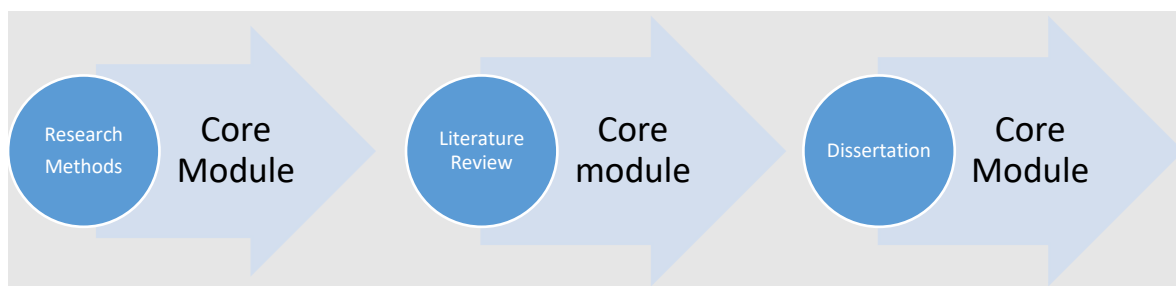 Research
Methods
Core
Module
Literature
Review
Core
module
Dissertation
Core
Module